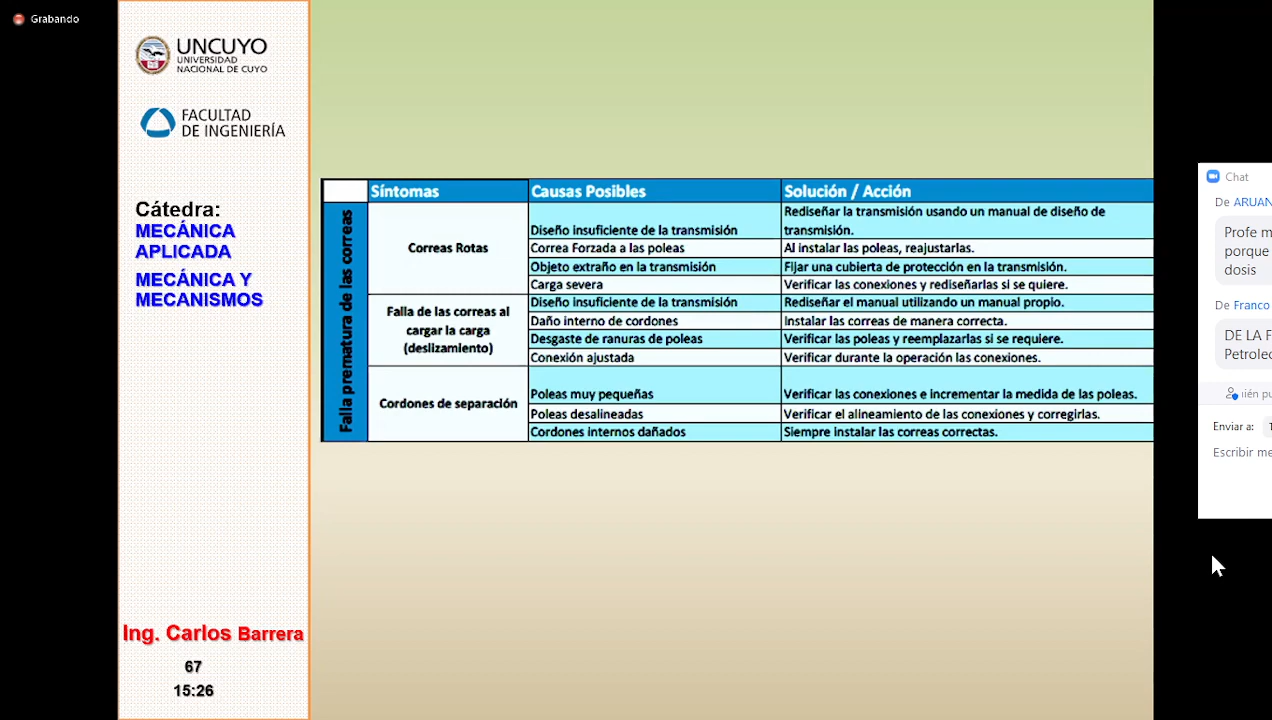 Grabando
UNCUYO
UNIVERSIDAD
NACIONAL DE CUYO
FACULTAD
DE INGENIERÍA
Cátedra:
MECÁNICA
APLICADA
MECÁNICA Y
MECANISMOS
Ing. Carlos Barrera
67
15:26
Síntomas
Causas Posibles
Solución / Acción
Falla prematura de las correas
Correas Rotas
Diseño insuficiente de la transmisión
Rediseñar la transmisión usando un manual de diseño de
transmisión.
Correa Forzada a las poleas
Al instalar las poleas, reajustarlas.
Objeto extraño en la transmisión
Fijar una cubierta de protección en la transmisión.
Carga severa
Verificar las conexiones y rediseñarlas si se quiere.
Falla de las correas al
cargar la carga
(deslizamiento)
Diseño insuficiente de la transmisión
Rediseñar el manual utilizando un manual propio.
Daño interno de cordones
Instalar las correas de manera correcta.
Desgaste de ranuras de poleas
Verificar las poleas y reemplazarlas si se requiere.
Conexión ajustada
Verificar durante la operación las conexiones.
Cordones de separación
Poleas muy pequeñas
Verificar las conexiones e incrementar la medida de las poleas.
Poleas desalineadas
Verificar el alineamiento de las conexiones y corregirlas.
Cordones internos dañados
Siempre instalar las correas correctas.
Chat
De ARUAN
Profe m
porque
dosis
De Franco
DE LA F
Petrole
Enviar a:
Escribir me